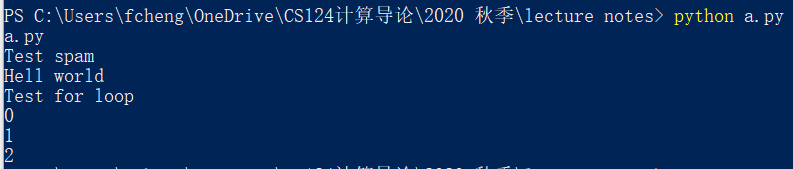 PS C:\Users\fcheng\OneDrive\CS124计算导论\2020 秋季\lecture notes> python a.py
a.py
Test spam
Hell world
Test for loop
0
1
2